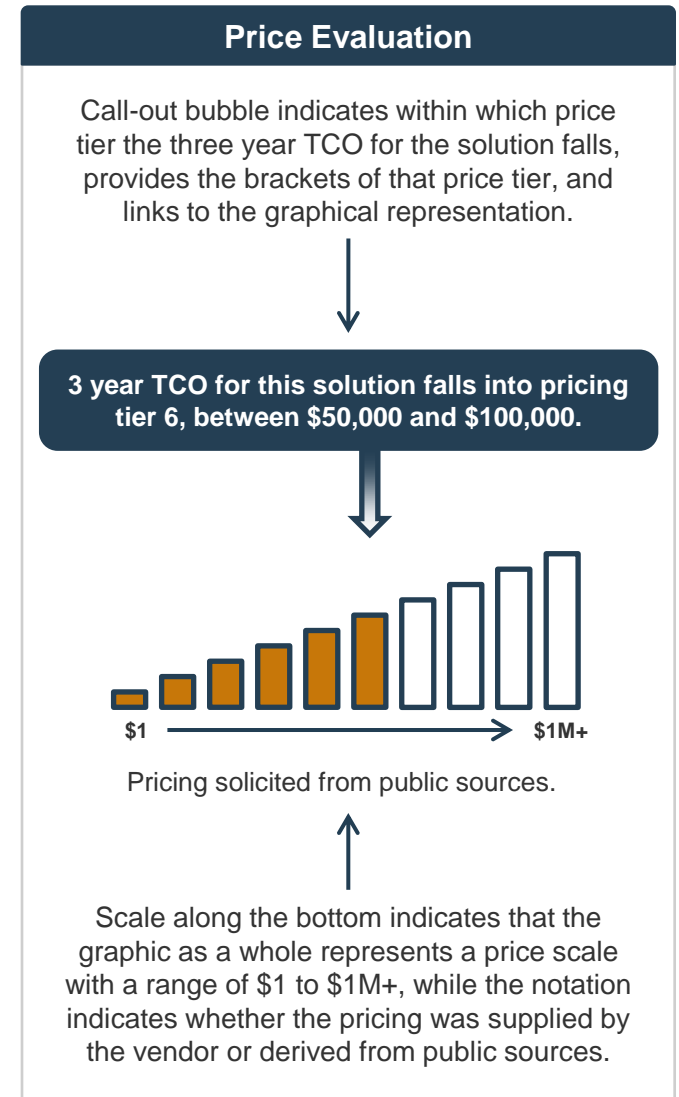 Price Evaluation
Call-out bubble indicates within which price
tier the three year TCO for the solution falls,
provides the brackets of that price tier, and
links to the graphical representation.
3 year TCO for this solution falls into pricing
tier 6, between $50,000 and $100,000.
$1
$1M+
Pricing solicited from public sources.
Scale along the bottom indicates that the
graphic as a whole represents a price scale
with a range of $1 to $1M+, while the notation
indicates whether the pricing was supplied by
the vendor or derived from public sources.